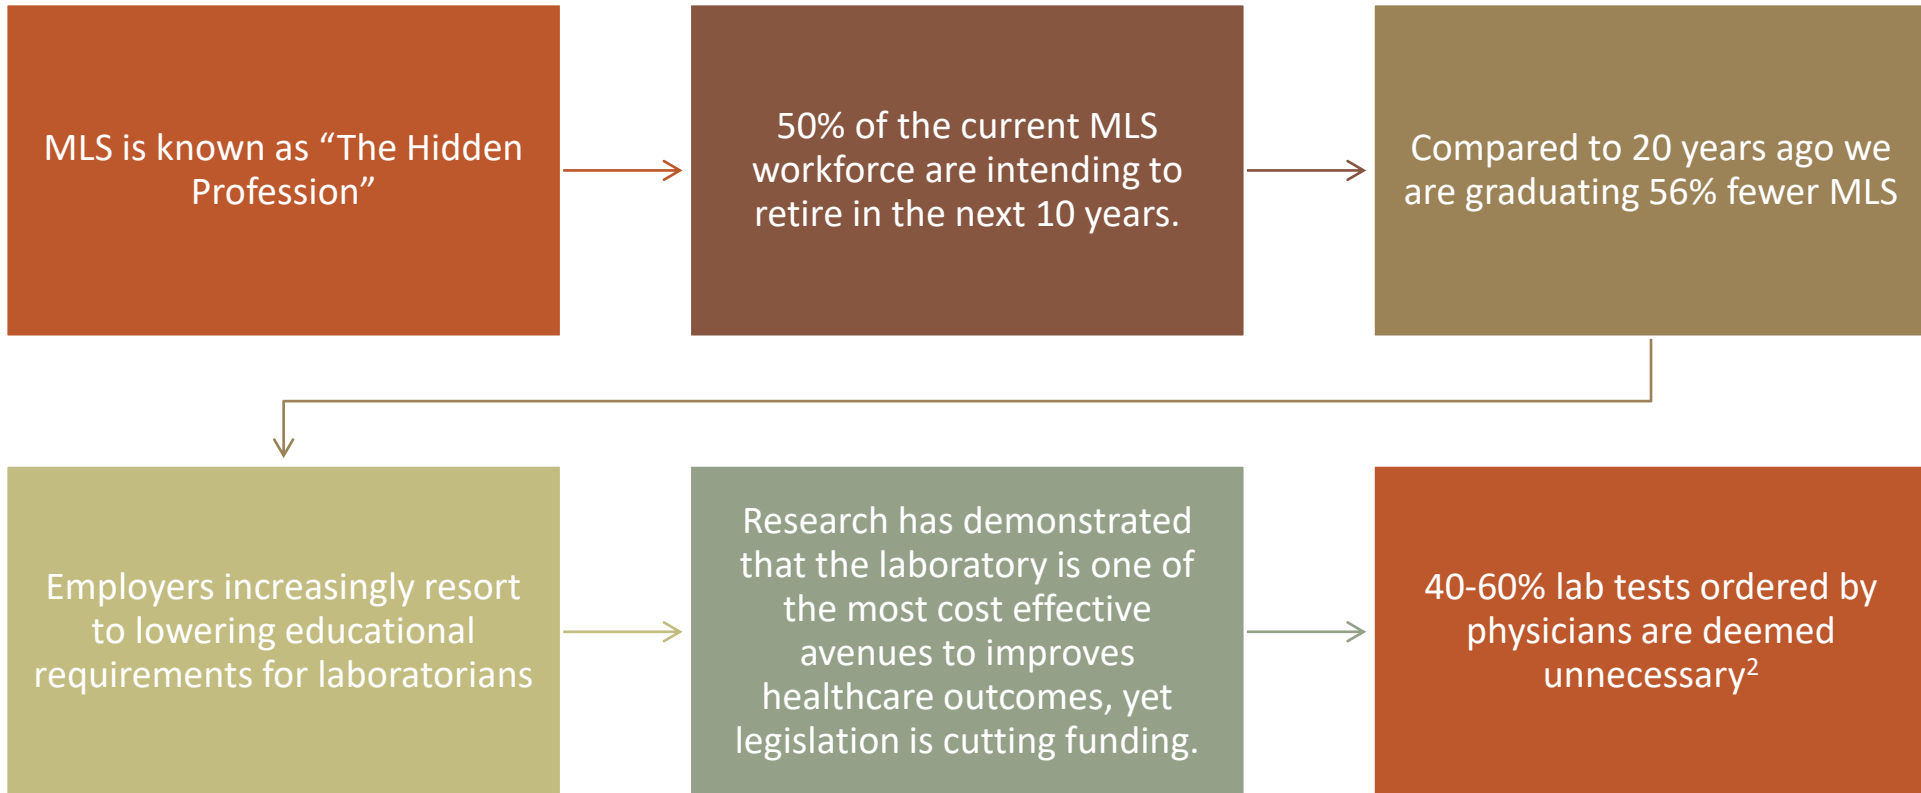 MLS is known as “The Hidden
Profession”
50% of the current MLS
workforce are intending to
retire in the next 10 years.
Compared to 20 years ago we
are graduating 56% fewer MLS
Employers increasingly resort
to lowering educational
requirements for laboratorians
Research has demonstrated
that the laboratory is one of
the most cost effective
avenues to improves
healthcare outcomes, yet
legislation is cutting funding.
40-60% lab tests ordered by
physicians are deemed
unnecessary²